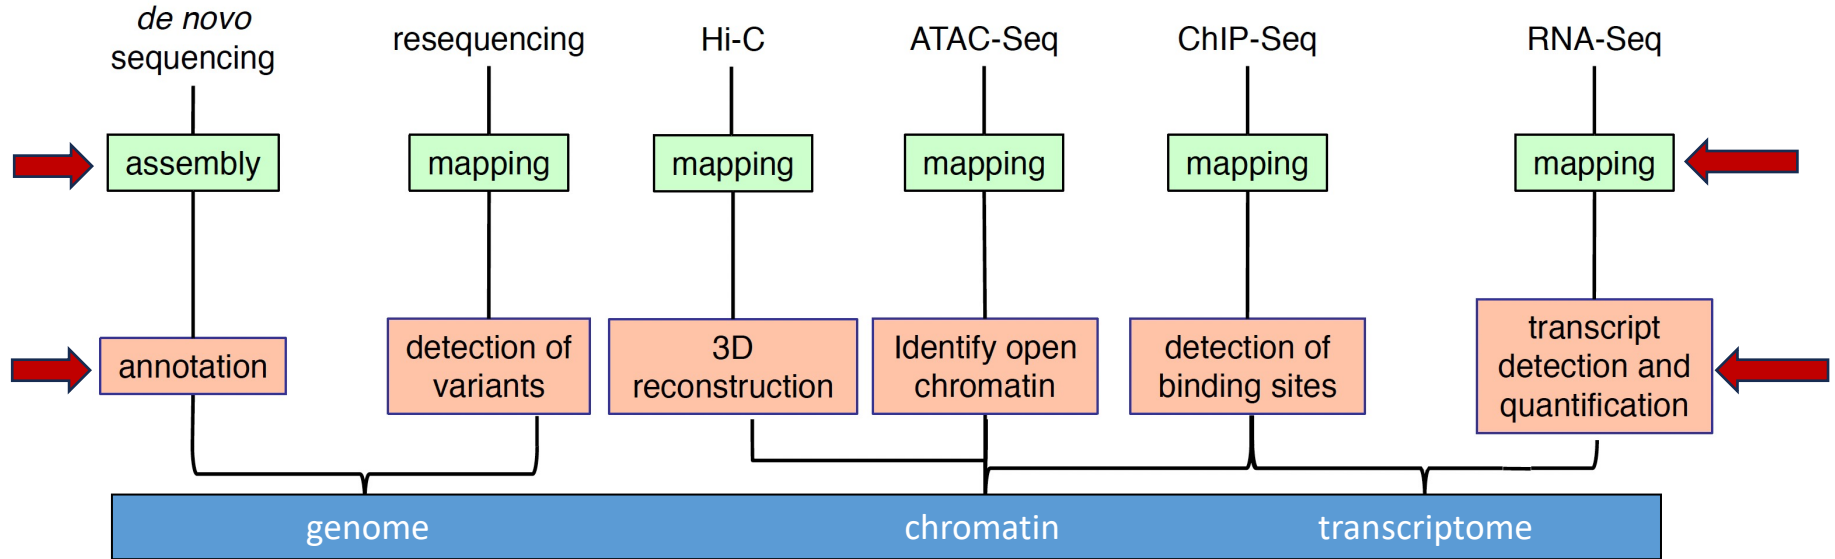 de novo
sequencing
resequencing
Hi-C
ATAC-Seq
ChIP-Seq
RNA-Seq
assembly
mapping
mapping
mapping
mapping
mapping
annotation
detection of
variants
3D
reconstruction
Identify open
chromatin
detection of
binding sites
transcript
detection and
quantification
genome
chromatin
transcriptome